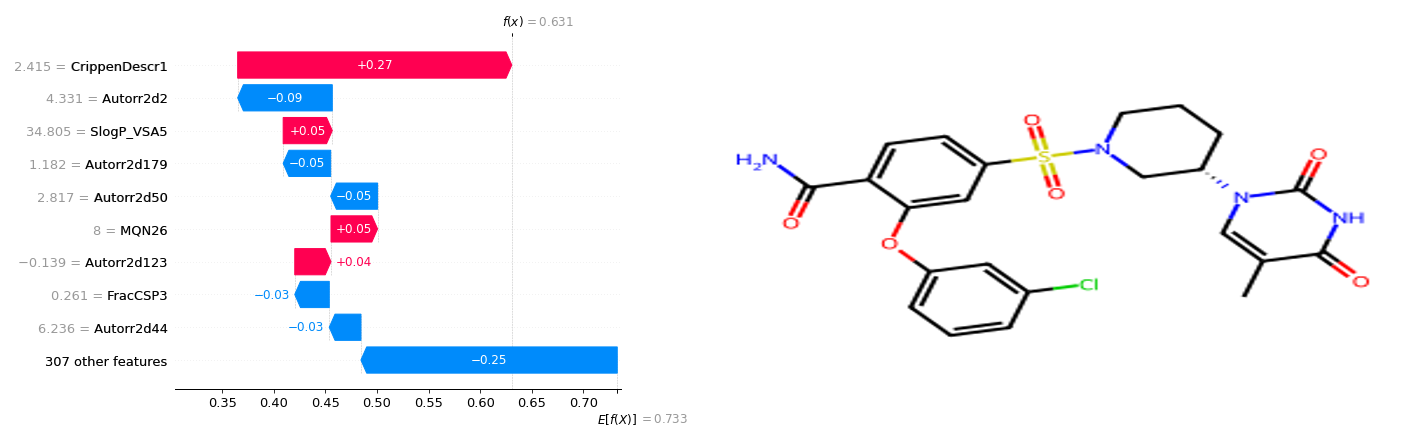 f(x) = 0.631
2.415 = CrippenDescr1
+0.27
4.331 = Autorr2d2
−0.09
34.805 = SlogP_VSA5
+0.05
1.182 = Autorr2d179
−0.05
2.817 = Autorr2d50
−0.05
8 = MQN26
+0.05
−0.139 = Autorr2d123
+0.04
0.261 = FracCSP3
−0.03
6.236 = Autorr2d44
−0.03
307 other features
−0.25
0.35 0.40 0.45 0.50 0.55 0.60 0.65 0.70
E[f(X)] = 0.733
H2N
O
O
O
S
O
N
N
O
NH
O
Cl